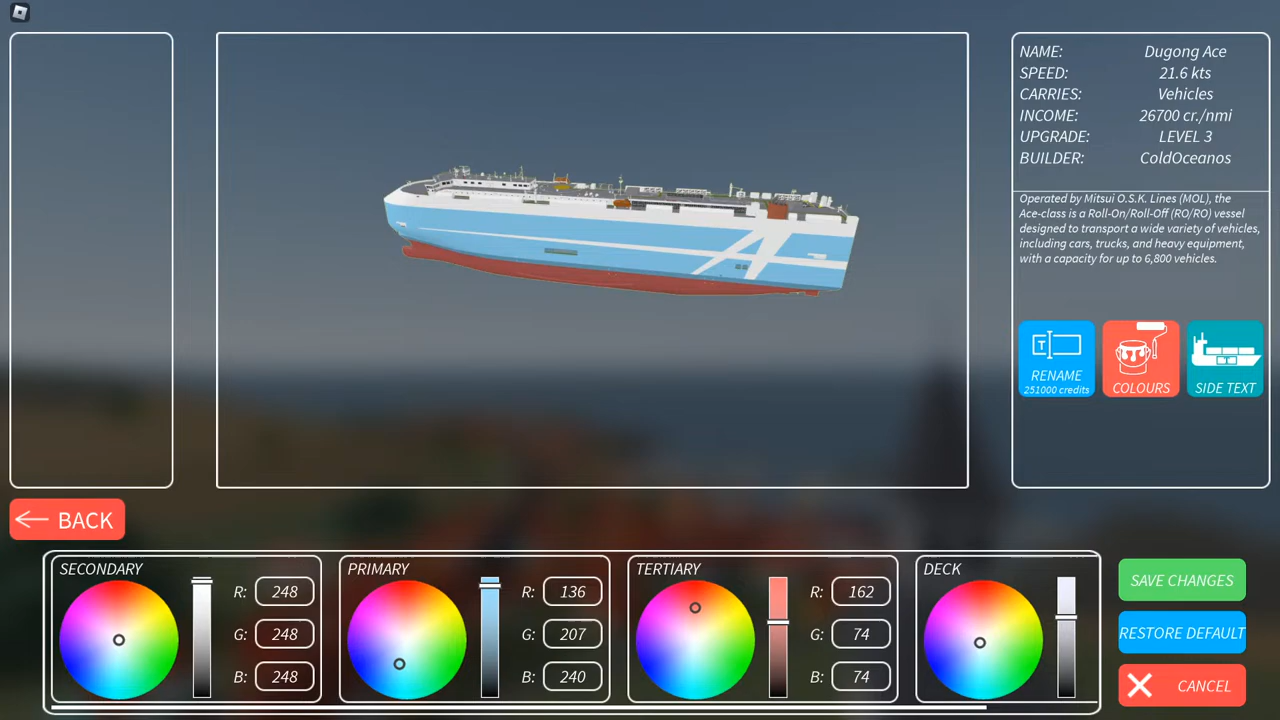 NAME: Dugong Ace
SPEED: 21.6 kts
CARRIES: Vehicles
INCOME: 26700 cr./nmi
UPGRADE: LEVEL 3
BUILDER: ColdOceanos
Operated by Mitsui O.S.K. Lines (MOL), the
Ace-class is a Roll-On/Roll-Off (RO/RO) vessel
designed to transport a wide variety of vehicles,
including cars, trucks, and heavy equipment,
with a capacity for up to 6,800 vehicles.
T
RENAME
251000 credits
COLOURS
SIDE TEXT
BACK
SECONDARY
R: 248
G: 248
B: 248
PRIMARY
R: 136
G: 207
B: 240
TERTIARY
R: 162
G: 74
B: 74
DECK
SAVE CHANGES
RESTORE DEFAULT
CANCEL